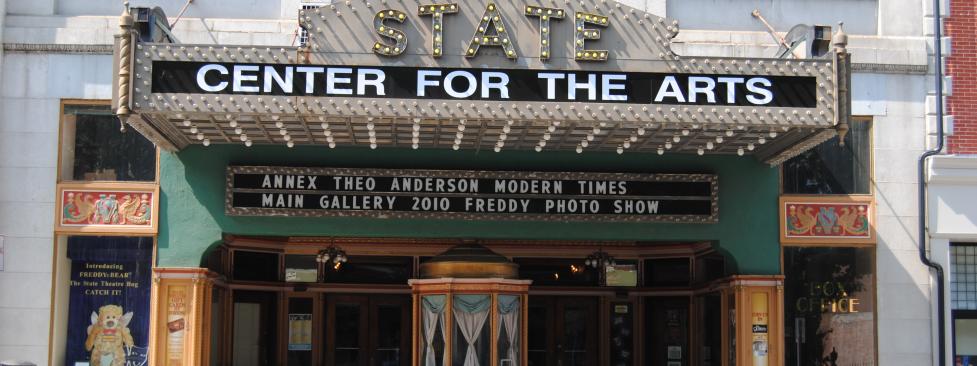 STATE
CENTER FOR THE ARTS
ANNEX THEO ANDERSON MODERN TIMES
MAIN GALLERY 2010 FREDDY PHOTO SHOW
Introducing
FREDDY-BEAR
The State Theatre Hug
CATCH IT!
BOX
OFFICE